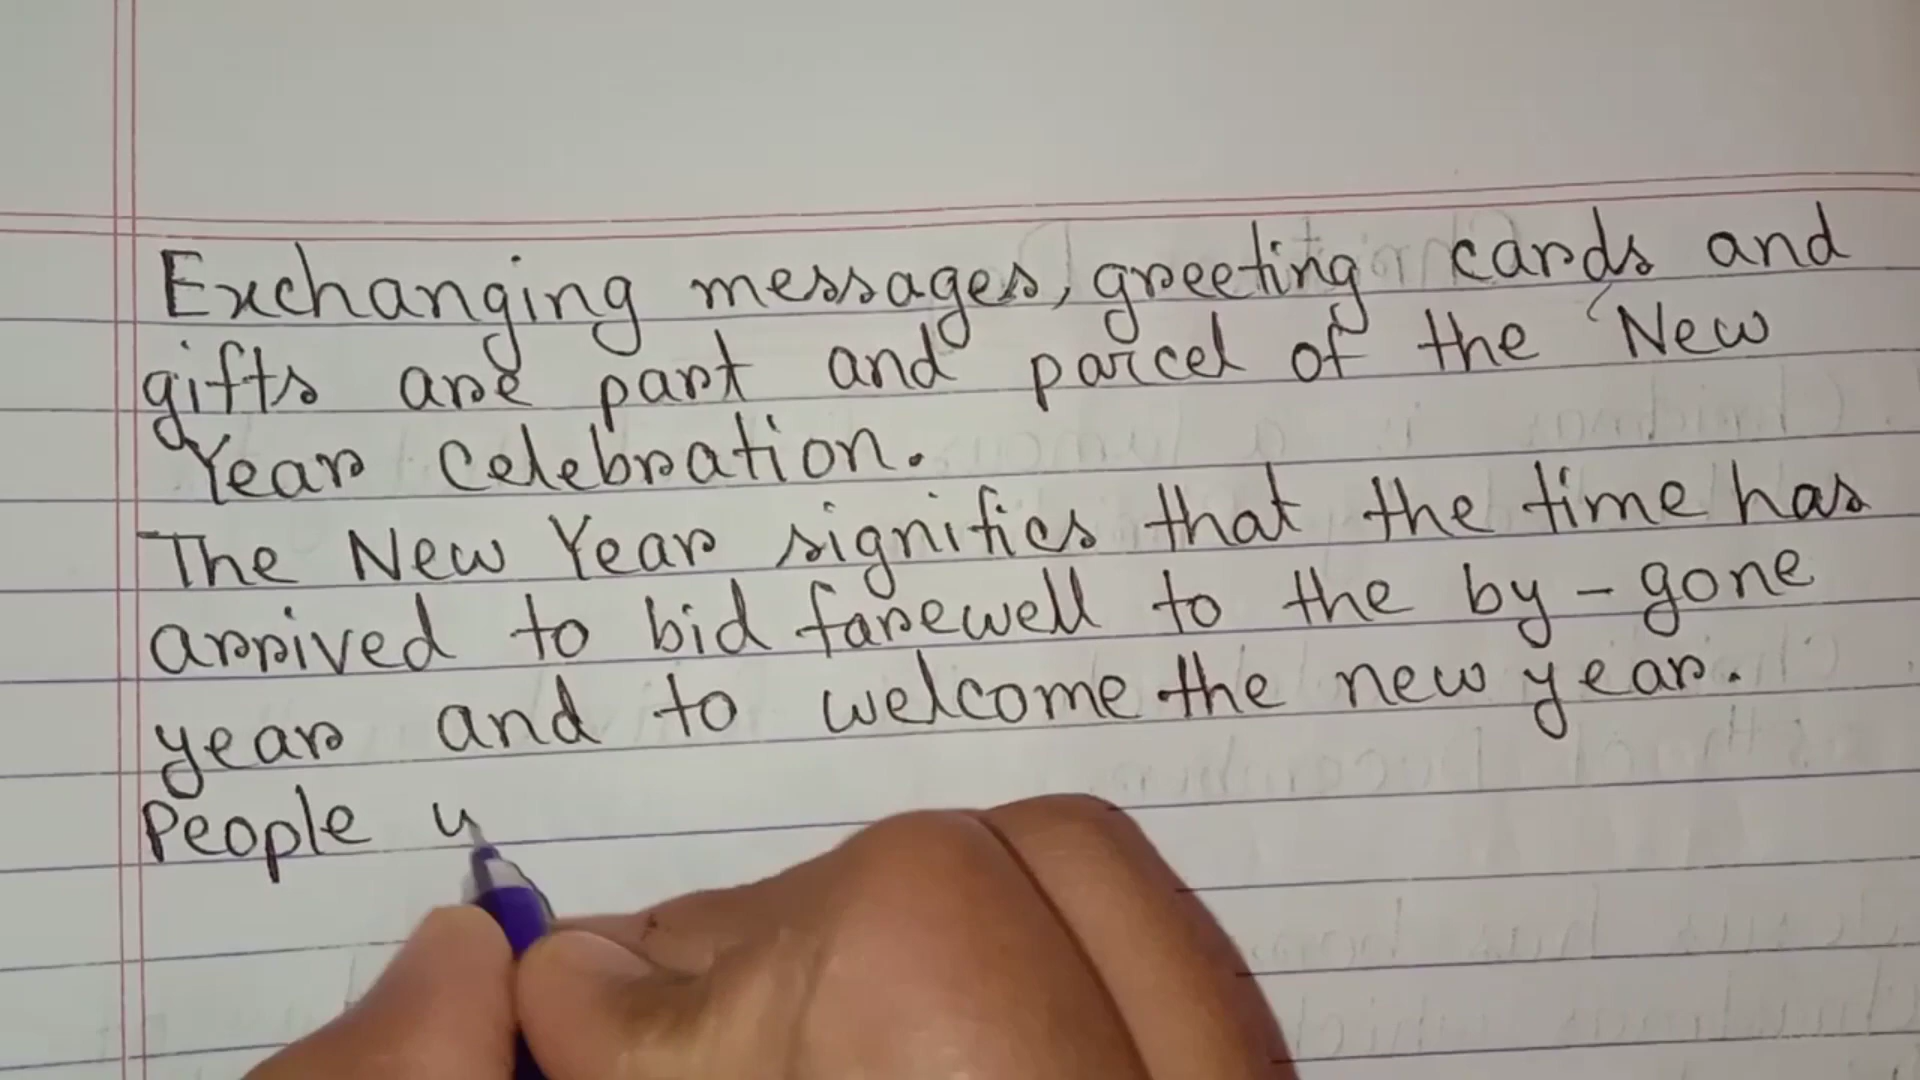 Exchanging messages, greeting cards and
gifts are part and parcel of the New
Year Celebration.
The New Year signifies that the time has
arrived to bid farewell to the by-gone
year and to welcome the new year.
People